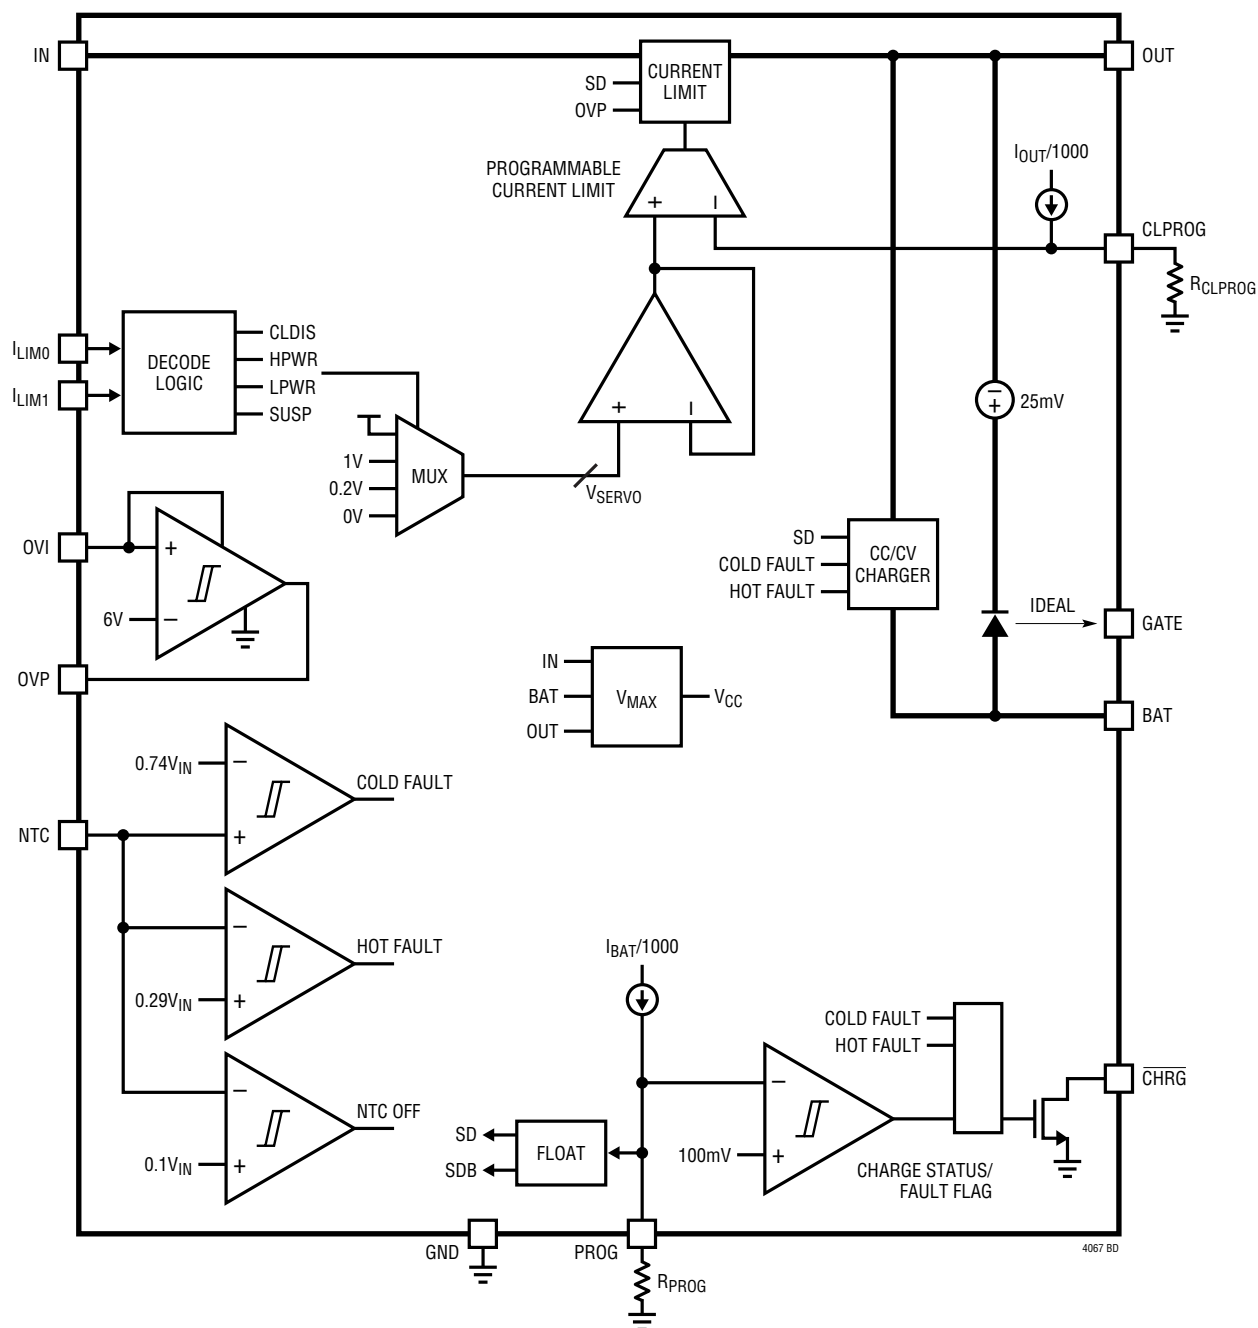 IN
CURRENT
LIMIT
SD
OVP
OUT
PROGRAMMABLE
CURRENT LIMIT
+
–
I_OUT/1000
CLPROG
R_CLPROG
I_LIM0
I_LIM1
DECODE
LOGIC
CLDIS
HPWR
LPWR
SUSP
1V
0.2V
0V
MUX
V_SERVO
+
–
–
+
25mV
OVI
+
6V
–
OVP
SD
COLD FAULT
HOT FAULT
CC/CV
CHARGER
IDEAL
GATE
BAT
IN
BAT
OUT
V_MAX
V_CC
0.74V_IN
–
+
COLD FAULT
NTC
–
HOT FAULT
0.29V_IN
+
–
NTC OFF
0.1V_IN
+
I_BAT/1000
SD
SDB
FLOAT
–
100mV
+
COLD FAULT
HOT FAULT
CHARGE STATUS/
FAULT FLAG
C̅H̅R̅G̅
GND
PROG
R_PROG
4067 BD